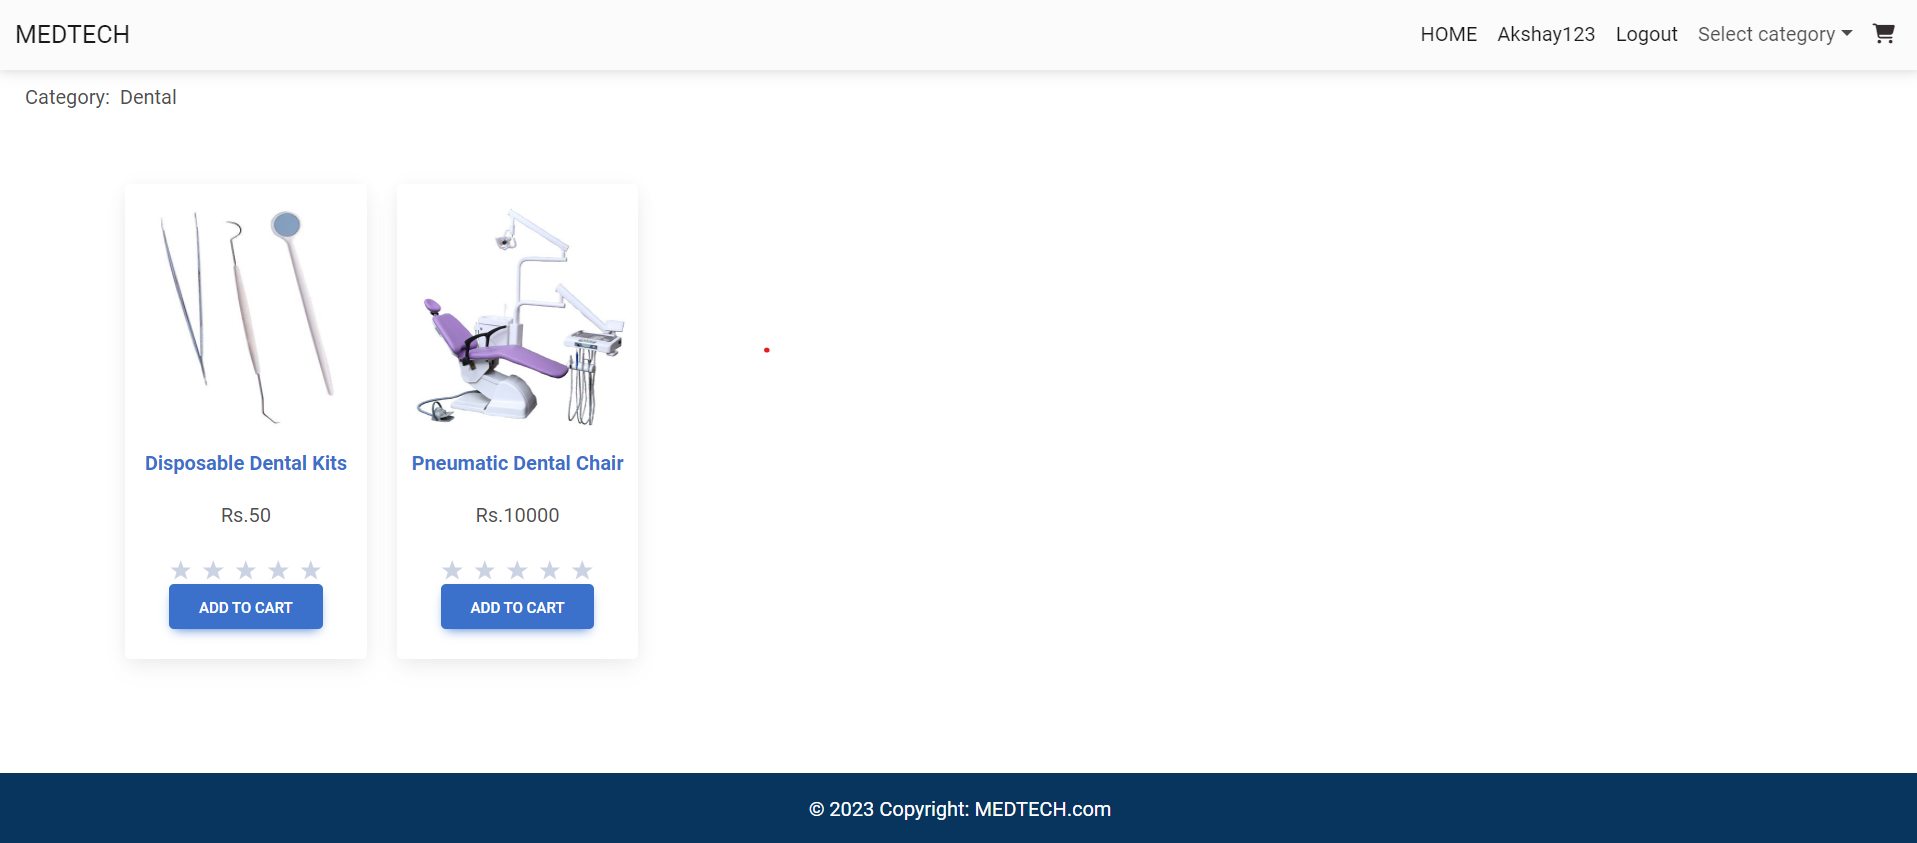 MEDTECH
HOME Akshay123 Logout Select category
Category: Dental
Disposable Dental Kits
Rs.50
ADD TO CART
Pneumatic Dental Chair
Rs.10000
ADD TO CART
© 2023 Copyright: MEDTECH.com